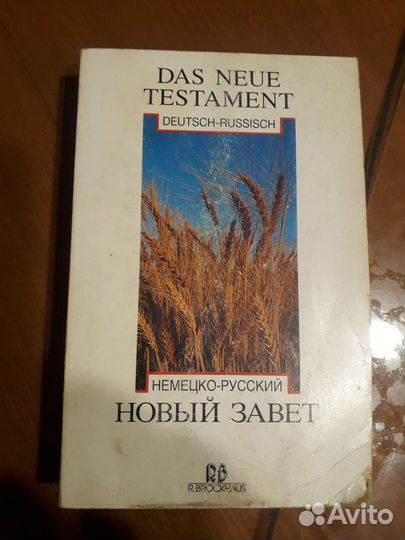 DAS NEUE
TESTAMENT
DEUTSCH-RUSSISCH
НЕМЕЦКО-РУССКИЙ
НОВЫЙ ЗАВЕТ
RB
R.BROCKHAUS
Avito